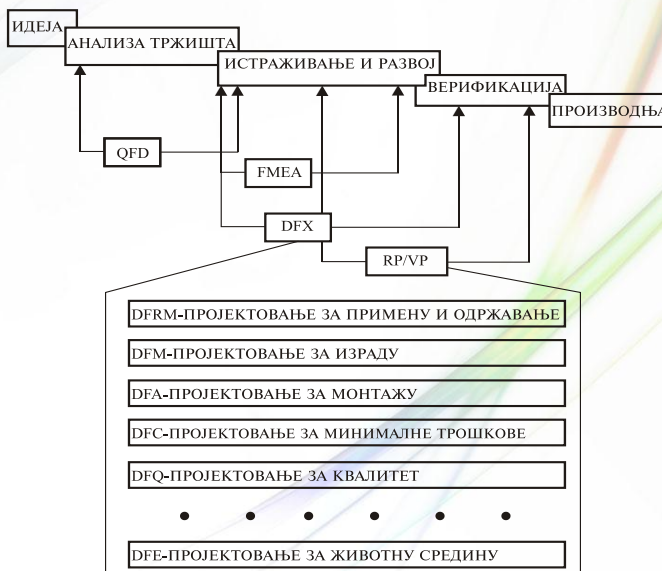 ИДЕЈА
АНАЛИЗА ТРЖИШТА
ИСТРАЖИВАЊЕ И РАЗВОЈ
ВЕРИФИКАЦИЈА
ПРОИЗВОДЊА
QFD
FMEA
DFX
RP/VP
DFRM-ПРОЈЕКТОВАЊЕ ЗА ПРИМЕНУ И ОДРЖАВАЊЕ
DFM-ПРОЈЕКТОВАЊЕ ЗА ИЗРАДУ
DFA-ПРОЈЕКТОВАЊЕ ЗА МОНТАЖУ
DFC-ПРОЈЕКТОВАЊЕ ЗА МИНИМАЛНЕ ТРОШКОВЕ
DFQ-ПРОЈЕКТОВАЊЕ ЗА КВАЛИТЕТ
DFE-ПРОЈЕКТОВАЊЕ ЗА ЖИВОТНУ СРЕДИНУ